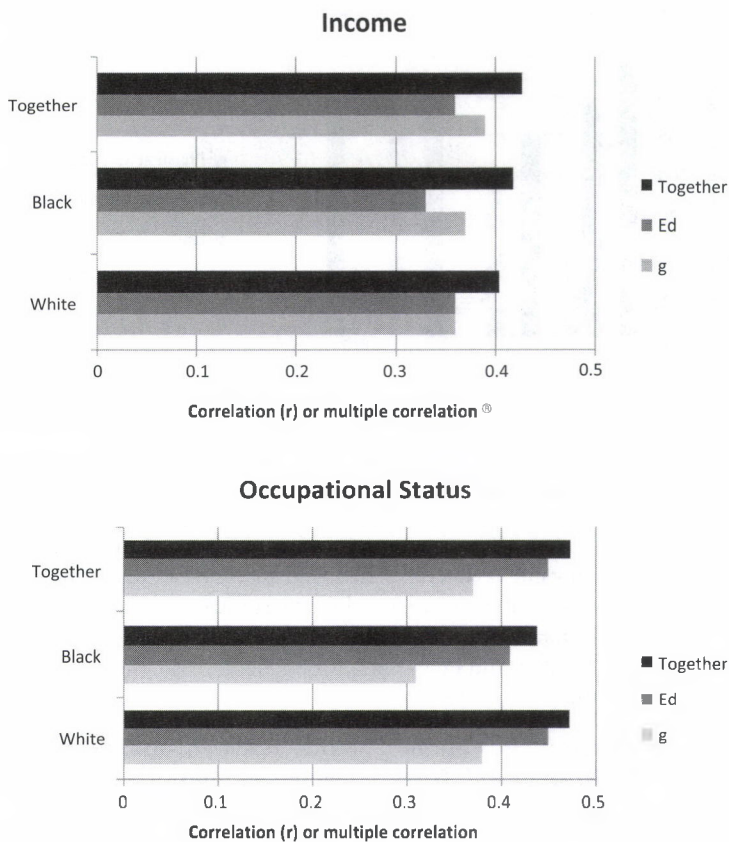 Income
Together
Black
White
0 0.1 0.2 0.3 0.4 0.5
Correlation (r) or multiple correlation ®
Together
Ed
g
Occupational Status
Together
Black
White
0 0.1 0.2 0.3 0.4 0.5
Correlation (r) or multiple correlation
Together
Ed
g